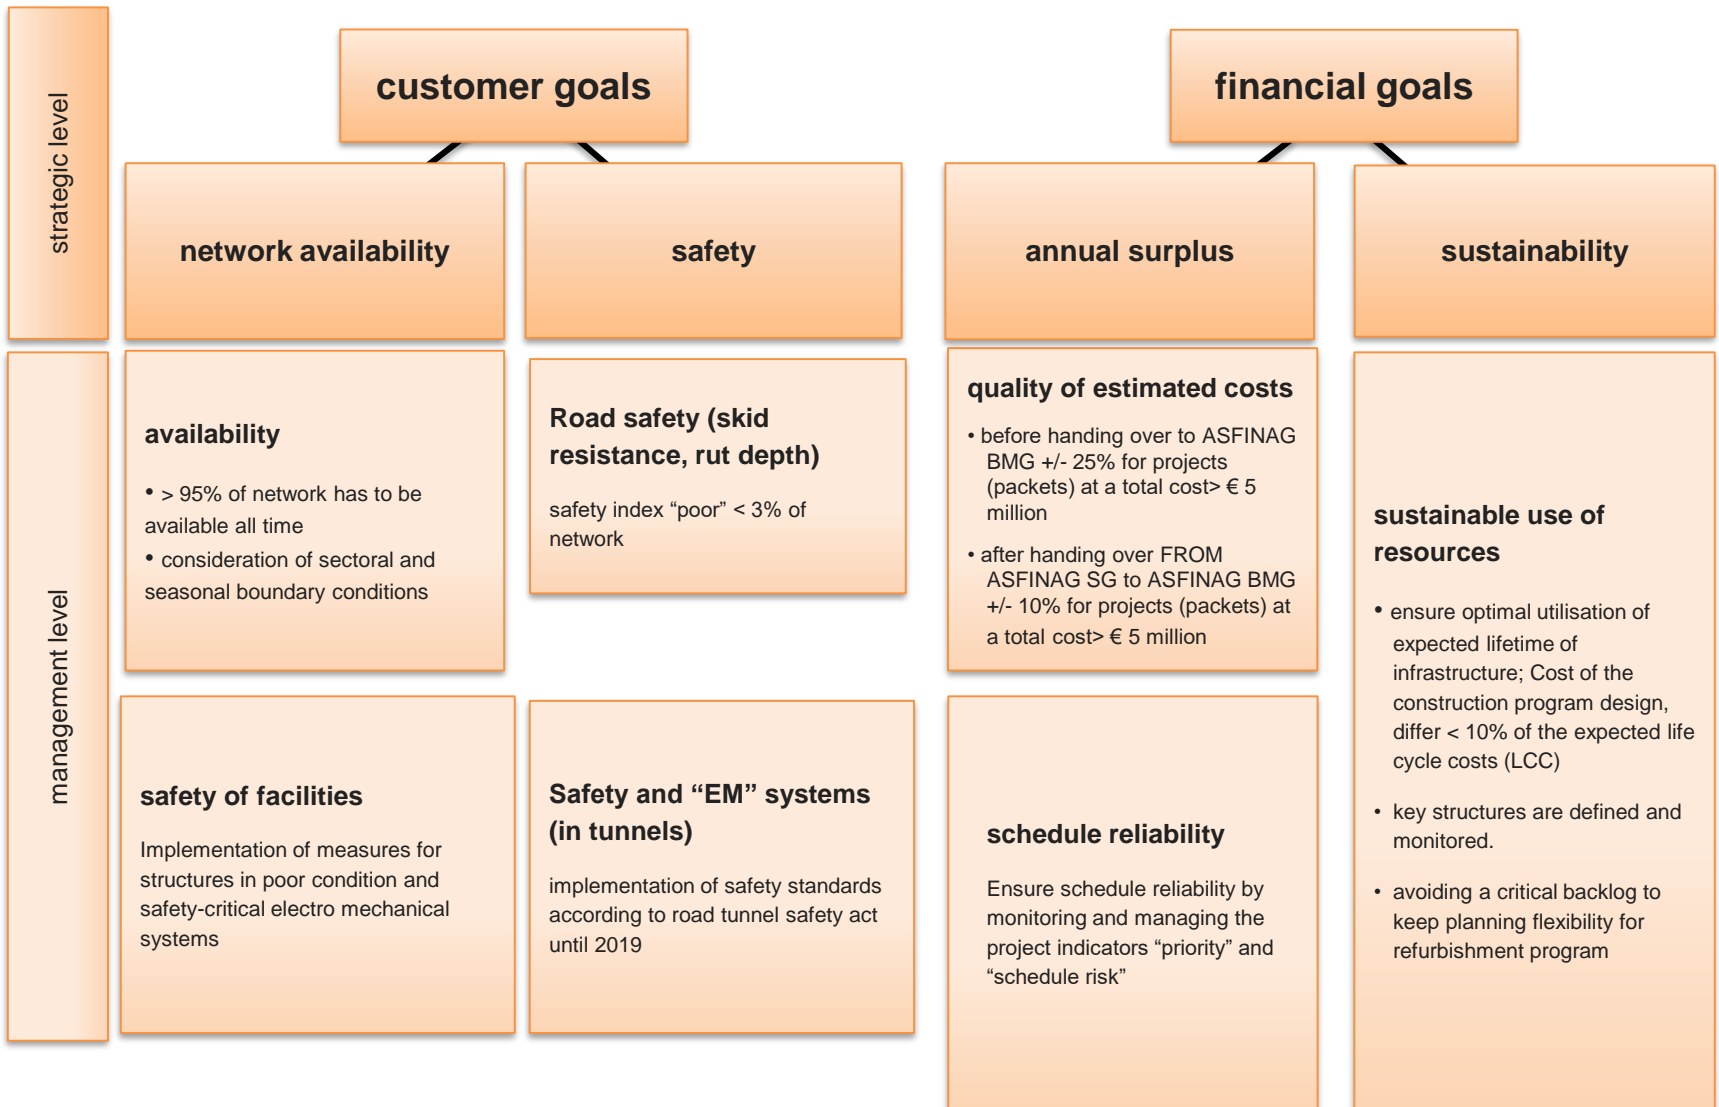 strategic level
customer goals
financial goals
network availability
safety
annual surplus
sustainability
management level
availability
• > 95% of network has to be
available all time
• consideration of sectoral and
seasonal boundary conditions
Road safety (skid
resistance, rut depth)
safety index “poor” < 3% of
network
quality of estimated costs
• before handing over to ASFINAG
BMG +/- 25% for projects
(packets) at a total cost> € 5
million
• after handing over FROM
ASFINAG SG to ASFINAG BMG
+/- 10% for projects (packets) at
a total cost> € 5 million
sustainable use of
resources
• ensure optimal utilisation of
expected lifetime of
infrastructure; Cost of the
construction program design,
differ < 10% of the expected life
cycle costs (LCC)
• key structures are defined and
monitored.
• avoiding a critical backlog to
keep planning flexibility for
refurbishment program
safety of facilities
Implementation of measures for
structures in poor condition and
safety-critical electro mechanical
systems
Safety and “EM” systems
(in tunnels)
implementation of safety standards
according to road tunnel safety act
until 2019
schedule reliability
Ensure schedule reliability by
monitoring and managing the
project indicators “priority” and
“schedule risk”